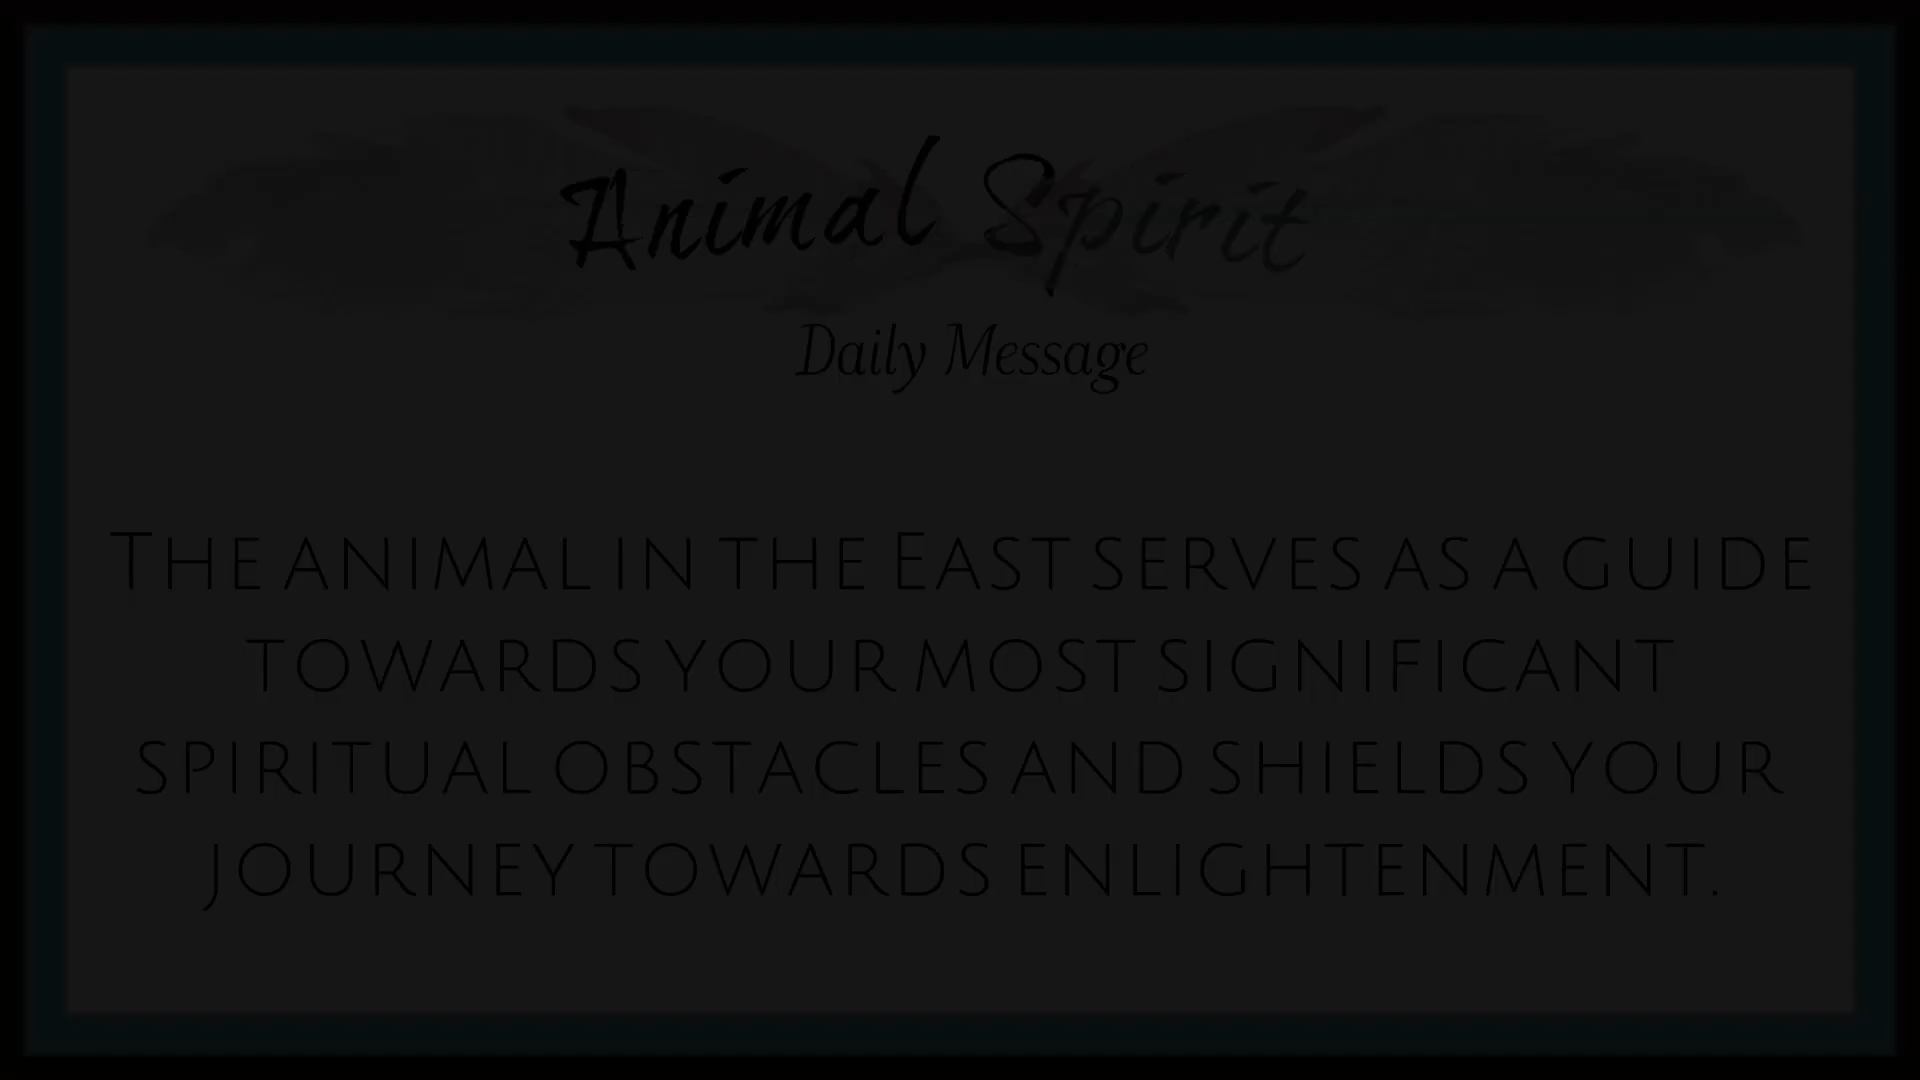 Animal Spirit
Daily Message
The animal in the East serves as a guide
towards your most significant
spiritual obstacles and shields your
journey towards enlightenment.